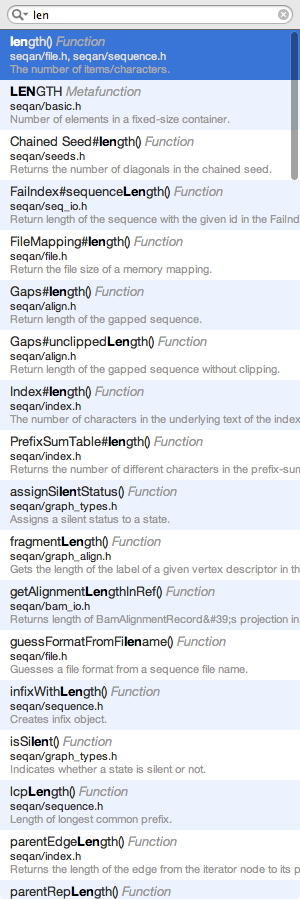 len
length() Function
seqan/file.h, seqan/sequence.h
The number of items/characters.
LENGTH Metafunction
seqan/basic.h
Number of elements in a fixed-size container.
Chained Seed#length() Function
seqan/seeds.h
Returns the number of diagonals in the chained seed.
FaiIndex#sequenceLength() Function
seqan/seq_io.h
Return length of the sequence with the given id in the FaiInd
FileMapping#length() Function
seqan/file.h
Return the file size of a memory mapping.
Gaps#length() Function
seqan/align.h
Return length of the gapped sequence.
Gaps#unclippedLength() Function
seqan/align.h
Return length of the gapped sequence without clipping.
Index#length() Function
seqan/index.h
The number of characters in the underlying text of the index
PrefixSumTable#length() Function
seqan/index.h
Returns the number of different characters in the prefix-sum
assignSilentStatus() Function
seqan/graph_types.h
Assigns a silent status to a state.
fragmentLength() Function
seqan/graph_align.h
Gets the length of the label of a given vertex descriptor in th
getAlignmentLengthInRef() Function
seqan/bam_io.h
Returns length of BamAlignmentRecord&#39;s projection in
guessFormatFromFilename() Function
seqan/file.h
Guesses a file format from a sequence file name.
infixWithLength() Function
seqan/sequence.h
Creates infix object.
isSilent() Function
seqan/graph_types.h
Indicates whether a state is silent or not.
lcpLength() Function
seqan/sequence.h
Length of longest common prefix.
parentEdgeLength() Function
seqan/index.h
Returns the length of the edge from the iterator node to its p
parentRepLength() Function